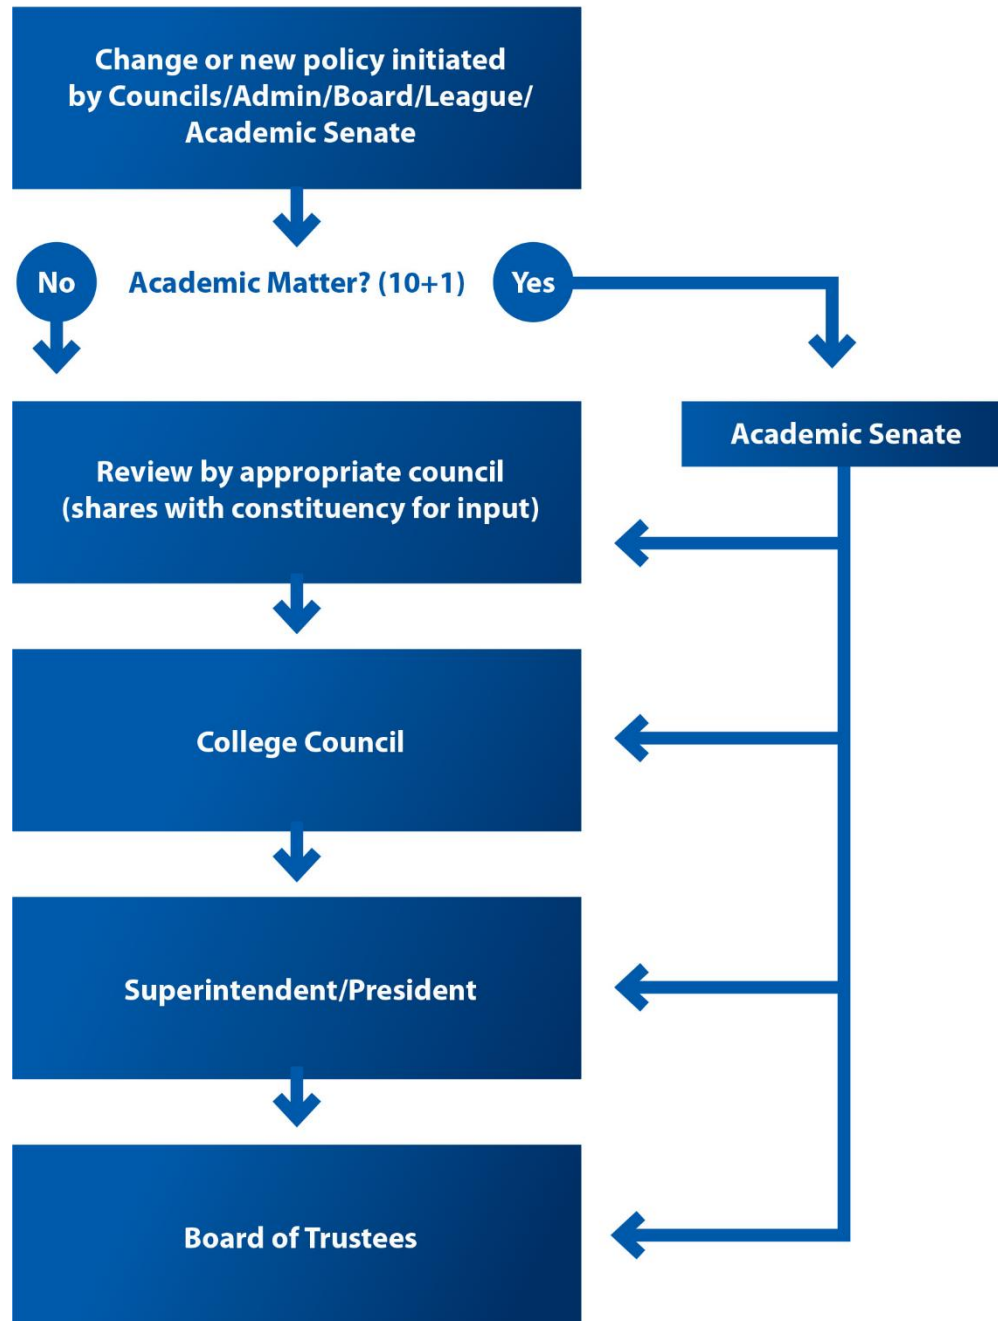 Change or new policy initiated
by Councils/Admin/Board/League/
Academic Senate
No
Academic Matter? (10+1)
Yes
Review by appropriate council
(shares with constituency for input)
Academic Senate
College Council
Superintendent/President
Board of Trustees